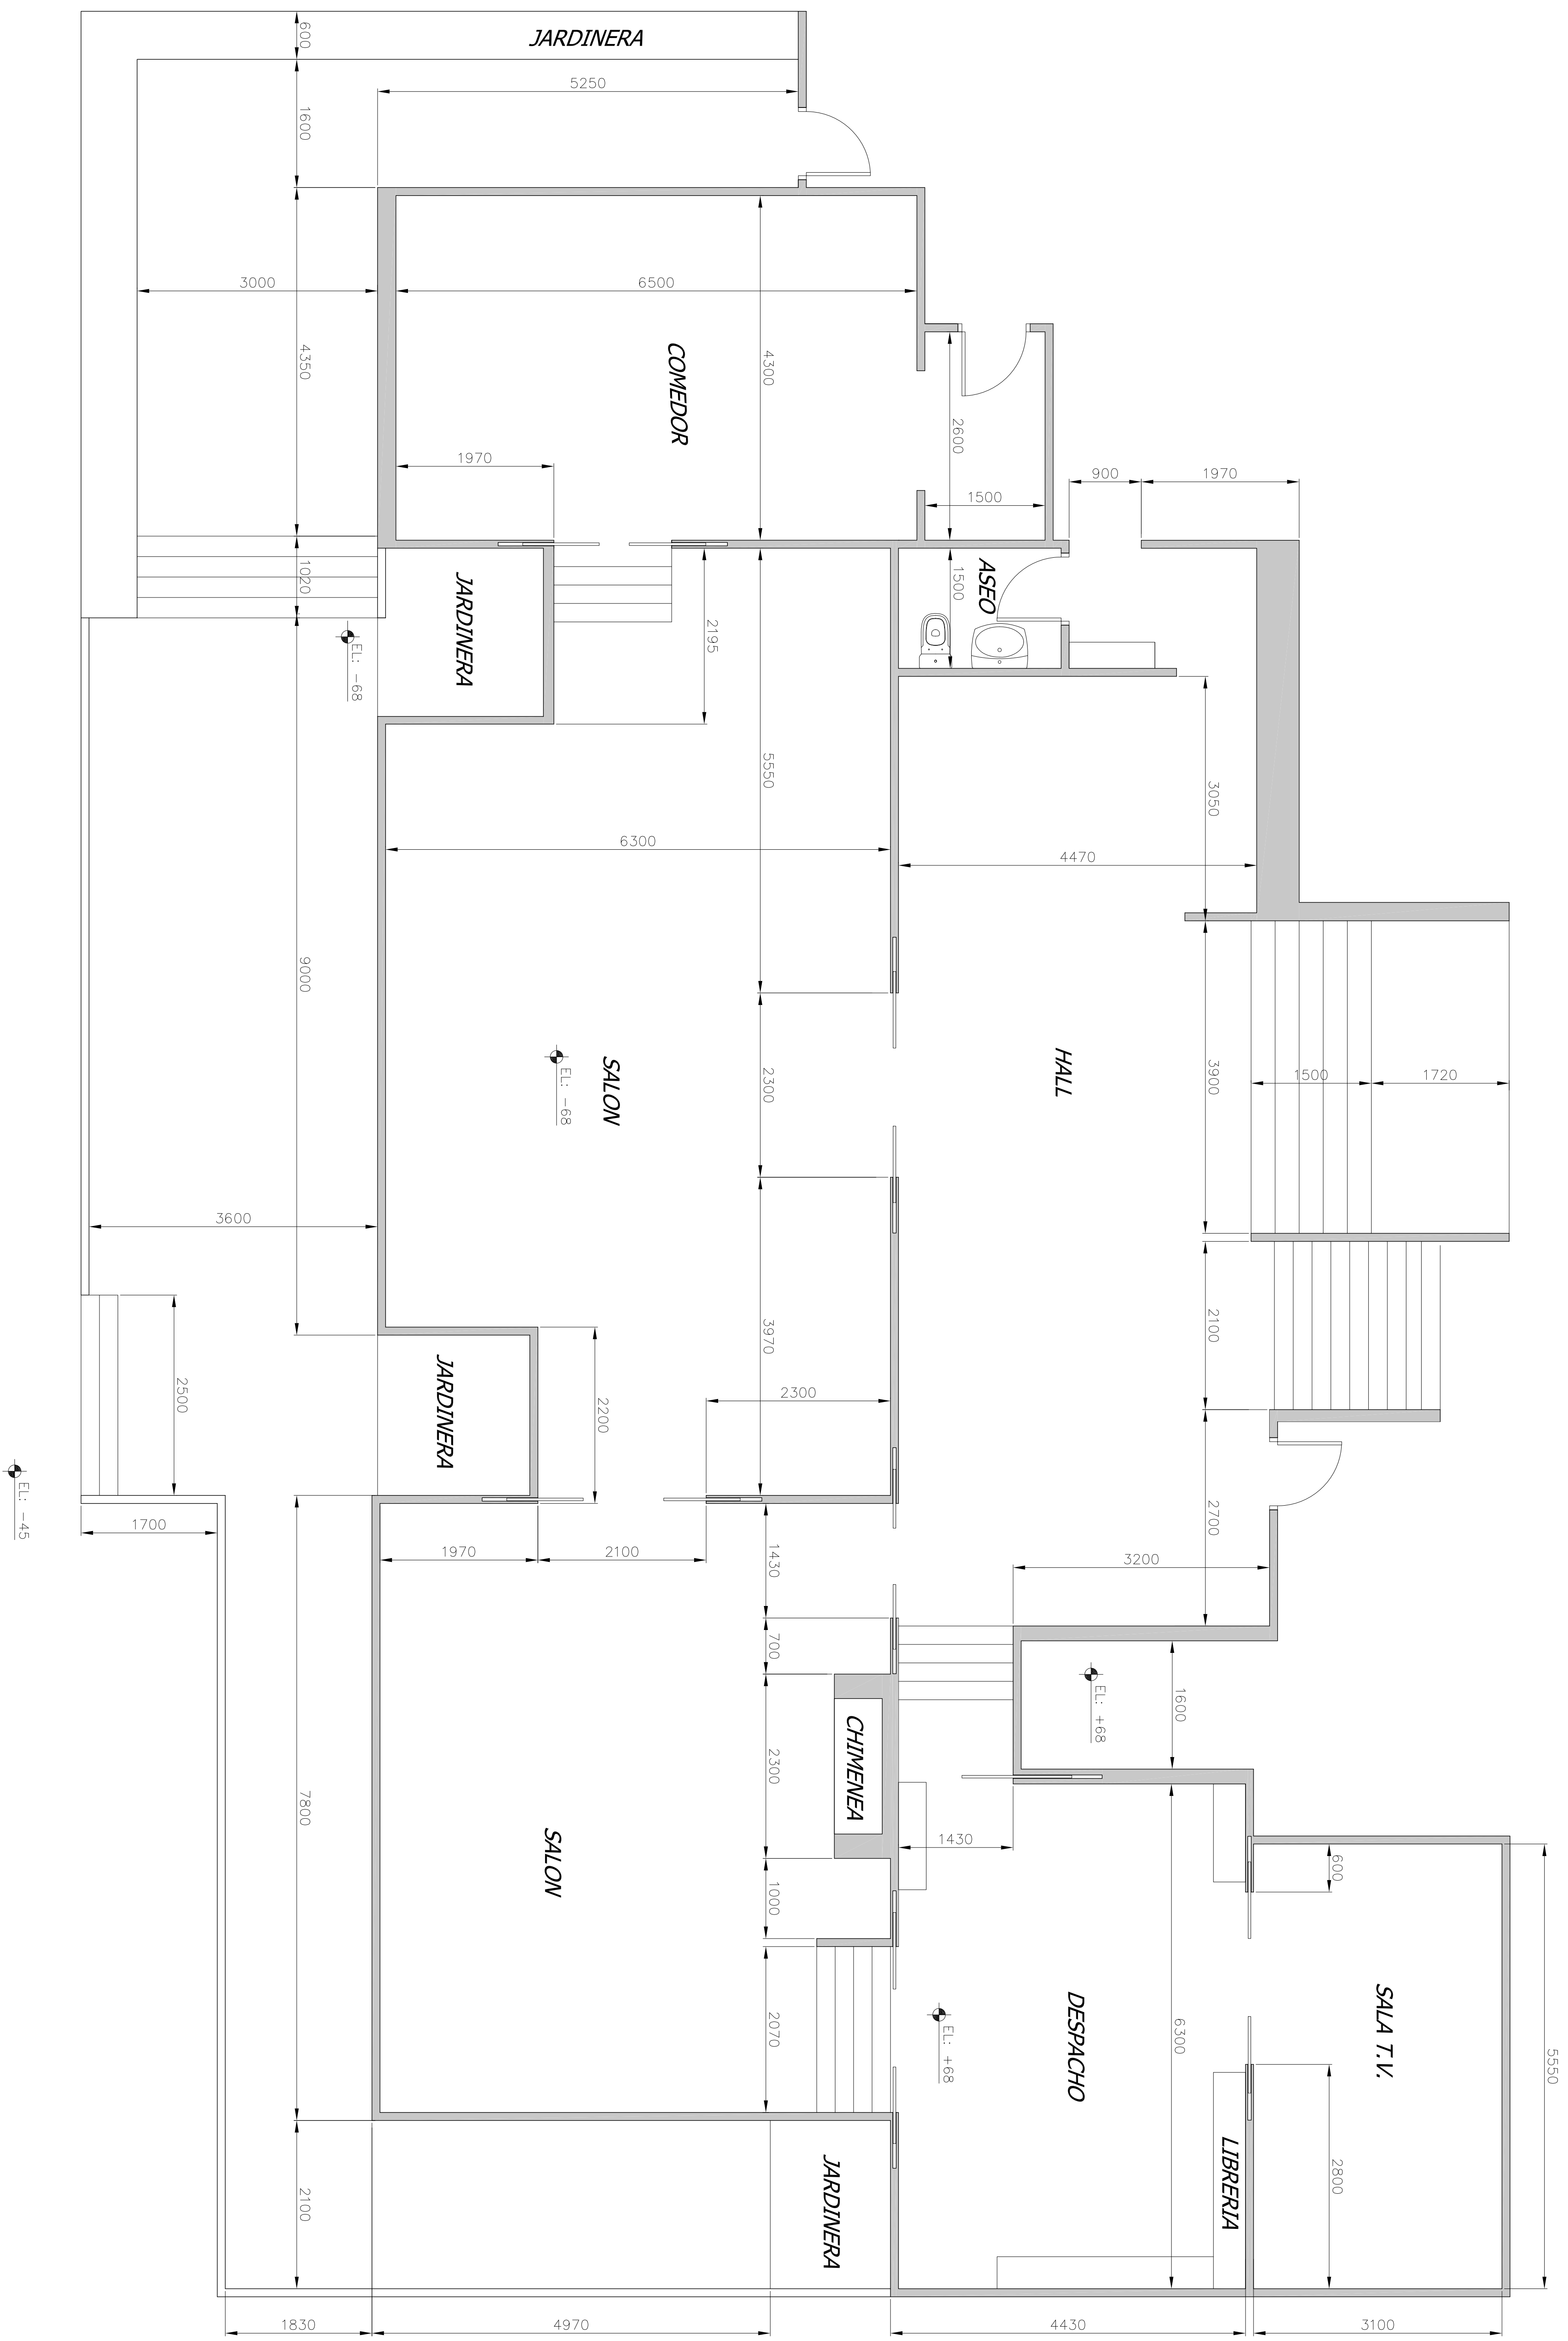 JARDINERA
600
5250
1600
3000
6500
4300
4350
COMEDOR
2600
1970
1500
900
1970
ASEO
1500
1020
JARDINERA
2195
EL: -68
5550
3050
6300
4470
9000
SALON
EL: -68
2300
HALL
3900
1500
1720
3600
3970
2100
2500
JARDINERA
2200
2300
EL: -45
1700
1970
2100
1430
2700
3200
700
EL: +68
1600
CHIMENEA
2300
7800
SALON
1430
600
1000
2070
EL: +68
DESPACHO
6300
SALA T.V.
5550
2100
JARDINERA
LIBRERIA
2800
1830
4970
4430
3100